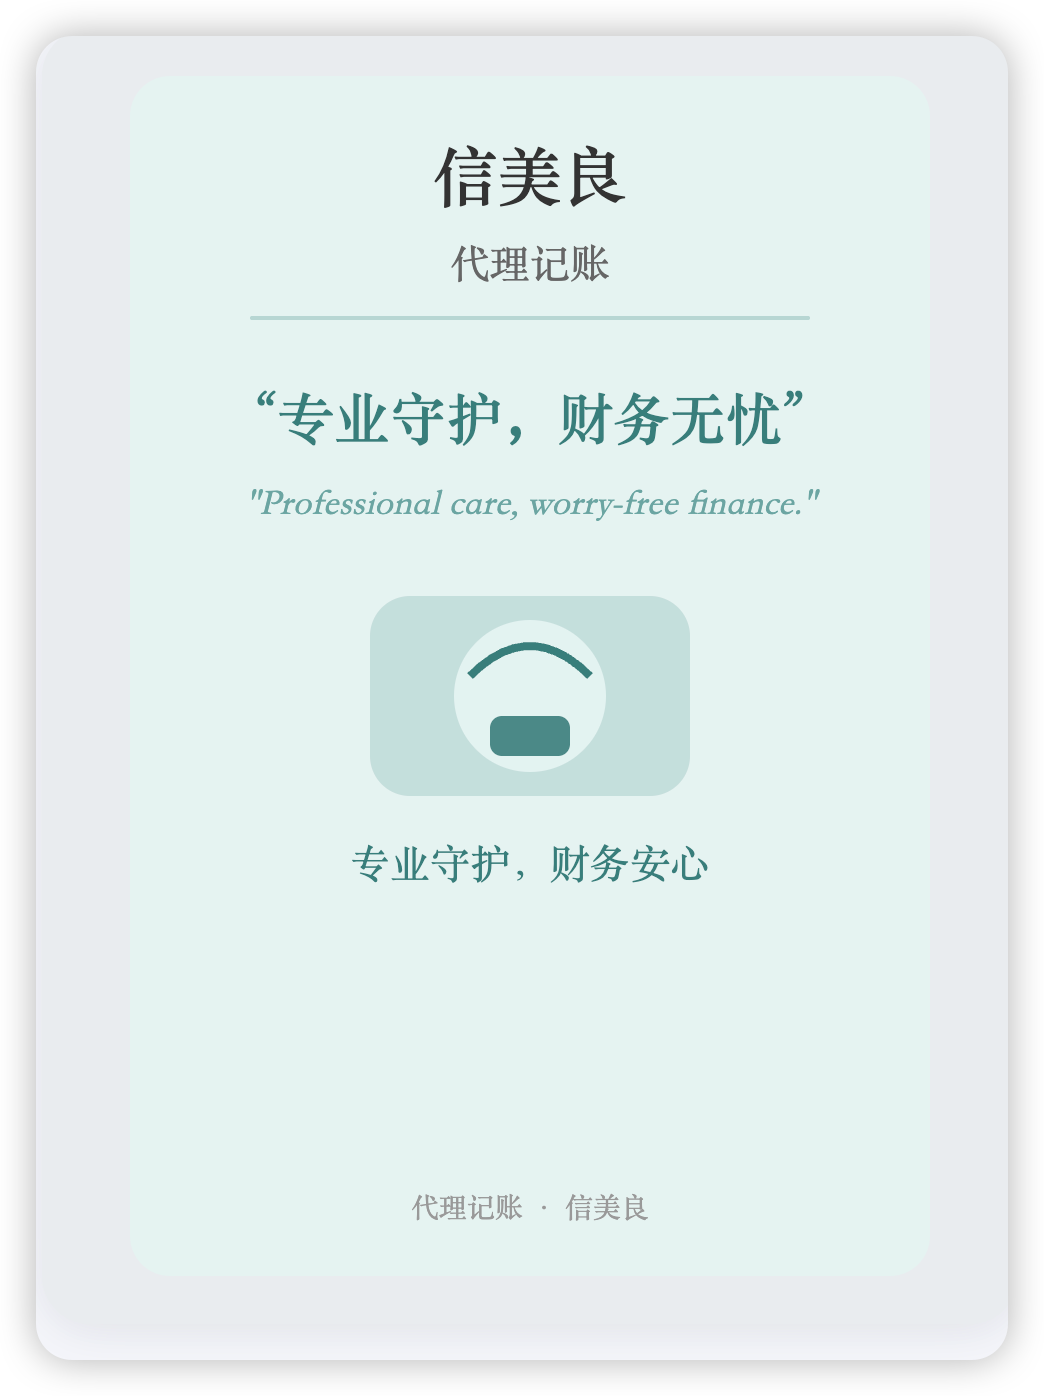 信美良
代理记账
“专业守护，财务无忧”
"Professional care, worry-free finance."
专业守护，财务安心
代理记账 · 信美良